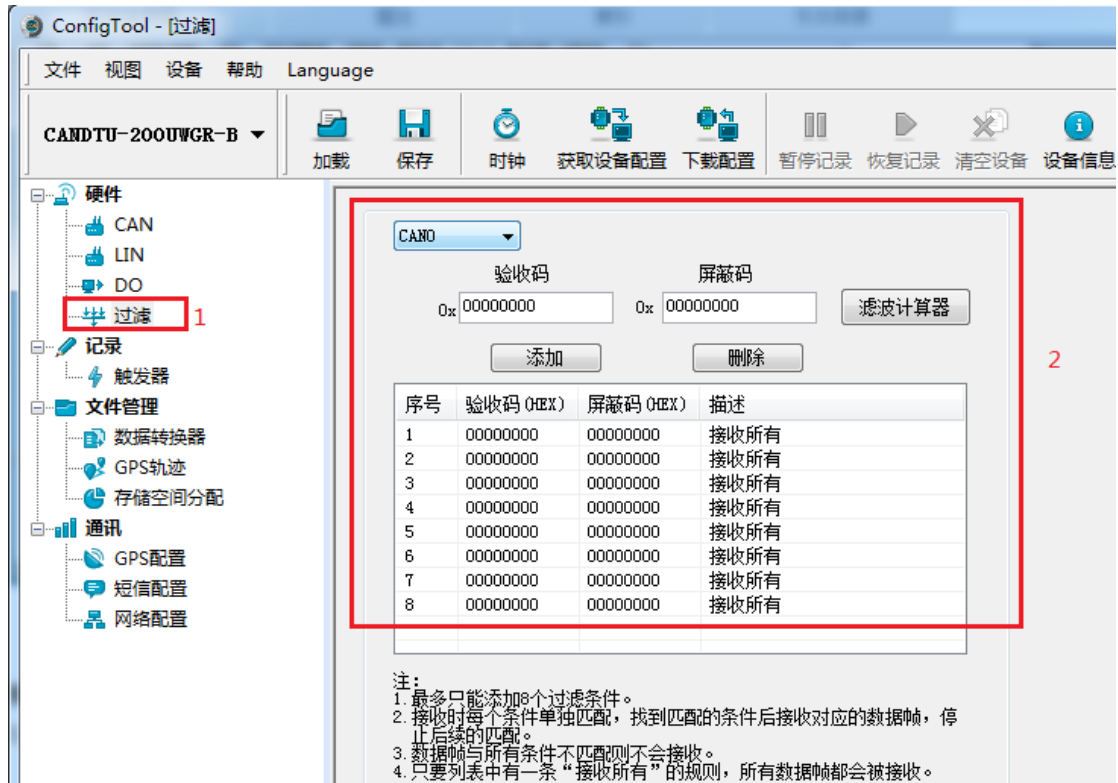 ConfigTool - [过滤]
文件 视图 设备 帮助 Language
CANDTU-200UWGR-B
加载 保存 时钟 获取设备配置 下载配置 暂停记录 恢复记录 清空设备 设备信息
硬件
CAN
LIN
DO
过滤 1
记录
触发器
文件管理
数据转换器
GPS轨迹
存储空间分配
通讯
GPS配置
短信配置
网络配置
CAN0
验收码 屏蔽码
0x 00000000 0x 00000000 滤波计算器
添加 删除
2
序号 验收码(HEX) 屏蔽码(HEX) 描述
1 00000000 00000000 接收所有
2 00000000 00000000 接收所有
3 00000000 00000000 接收所有
4 00000000 00000000 接收所有
5 00000000 00000000 接收所有
6 00000000 00000000 接收所有
7 00000000 00000000 接收所有
8 00000000 00000000 接收所有
注：
1.最多只能添加8个过滤条件。
2.接收时每个条件单独匹配，找到匹配的条件后接收对应的数据帧，停
止后续的匹配。
3.数据帧与所有条件不匹配则不会接收。
4.只要列表中有一条“接收所有”的规则，所有数据帧都会被接收。